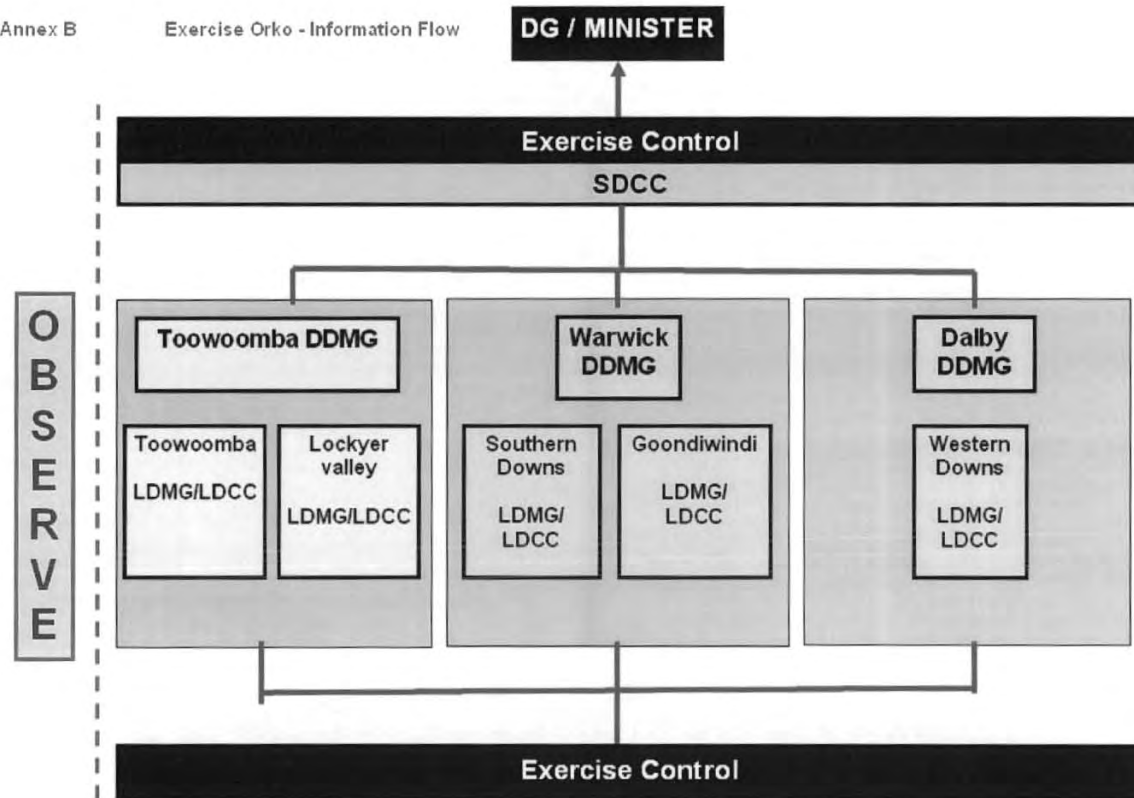 Annex B
Exercise Orko - Information Flow
DG / MINISTER
Exercise Control
SDCC
OBSERVE
Toowoomba DDMG
Toowoomba
LDMG/LDCC
Lockyer
valley
LDMG/LDCC
Warwick
DDMG
Southern
Downs
LDMG/
LDCC
Goondiwindi
LDMG/
LDCC
Dalby
DDMG
Western
Downs
LDMG/
LDCC
Exercise Control